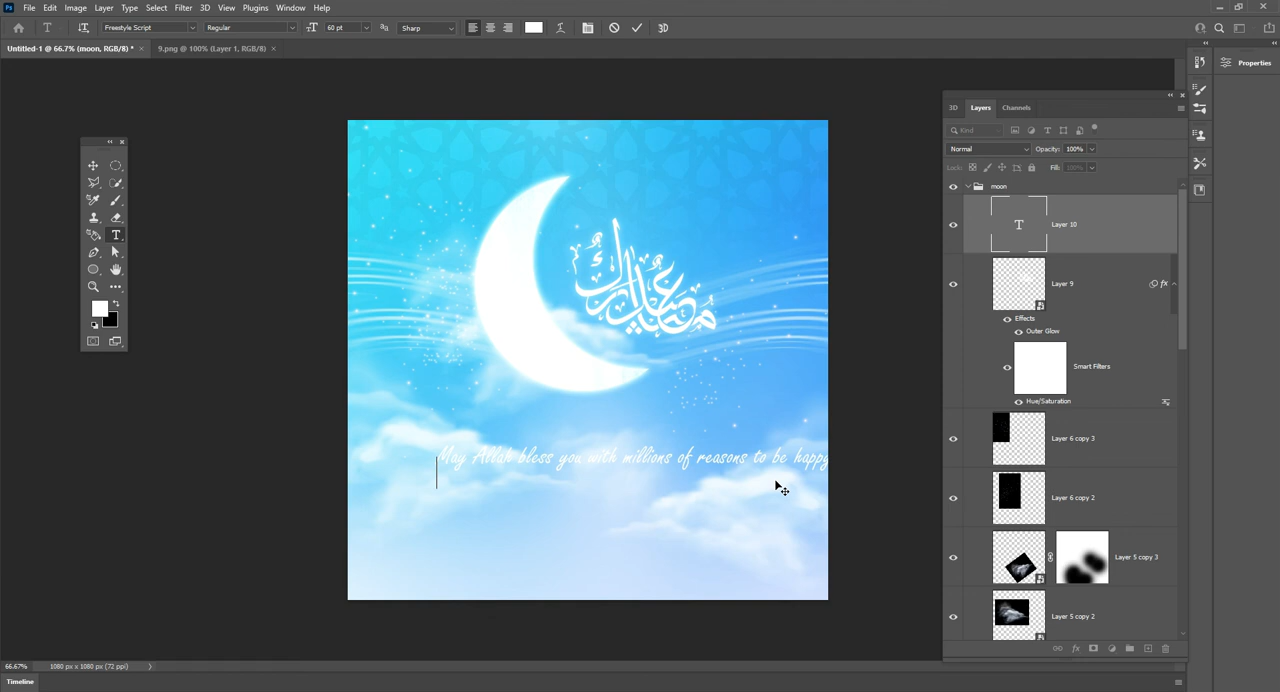 File Edit Image Layer Type Select Filter 3D View Plugins Window Help
Freestyle Script Regular 60 pt Sharp 3D
Untitled-1 @ 66.7% (moon, RGB/8) * × 9.png @ 100% (Layer 1, RGB/8) ×
Properties
3D Layers Channels
Kind
Normal Opacity: 100%
Lock: Fill: 100%
moon
Layer 10
Layer 9 fx
Effects
Outer Glow
Smart Filters
Hue/Saturation
Layer 6 copy 3
Layer 6 copy 2
Layer 5 copy 3
Layer 5 copy 2
عيد مبارك
May Allah bless you with millions of reasons to be happy
66.67% 1080 px x 1080 px (72 ppi)
Timeline